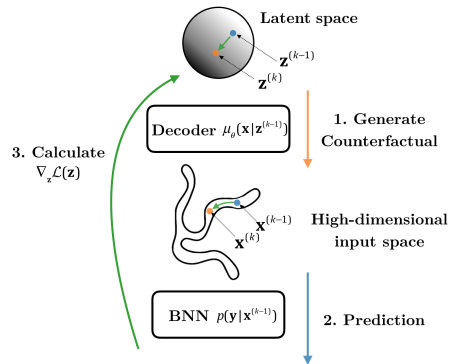 Latent space
𝐳^(k−1)
𝐳^(k)
Decoder μ_θ(𝐱|𝐳^(k−1))
1. Generate
Counterfactual
3. Calculate
∇_𝐳 ℒ(𝐳)
𝐱^(k−1)
𝐱^(k)
High-dimensional
input space
BNN p(𝐲|𝐱^(k−1))
2. Prediction